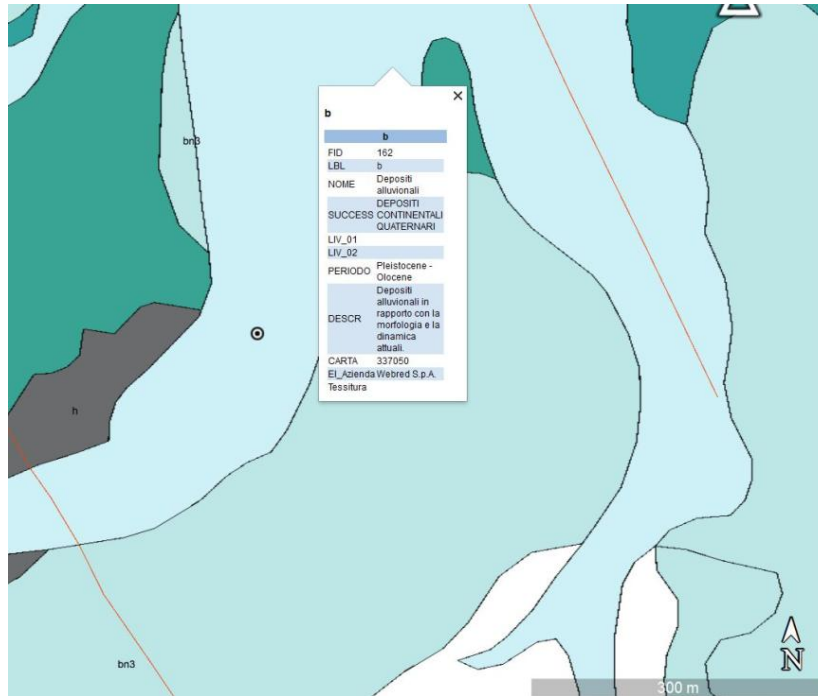 bn3
b
b
FID 162
LBL b
NOME Depositi
alluvionali
SUCCESS DEPOSITI
CONTINENTALI
QUATERNARI
LIV_01
LIV_02
PERIODO Pleistocene -
Olocene
DESCR Depositi
alluvionali in
rapporto con la
morfologia e la
dinamica
attuali.
CARTA 337050
El_Azienda Webred S.p.A.
Tessitura
h
bn3
N
300 m